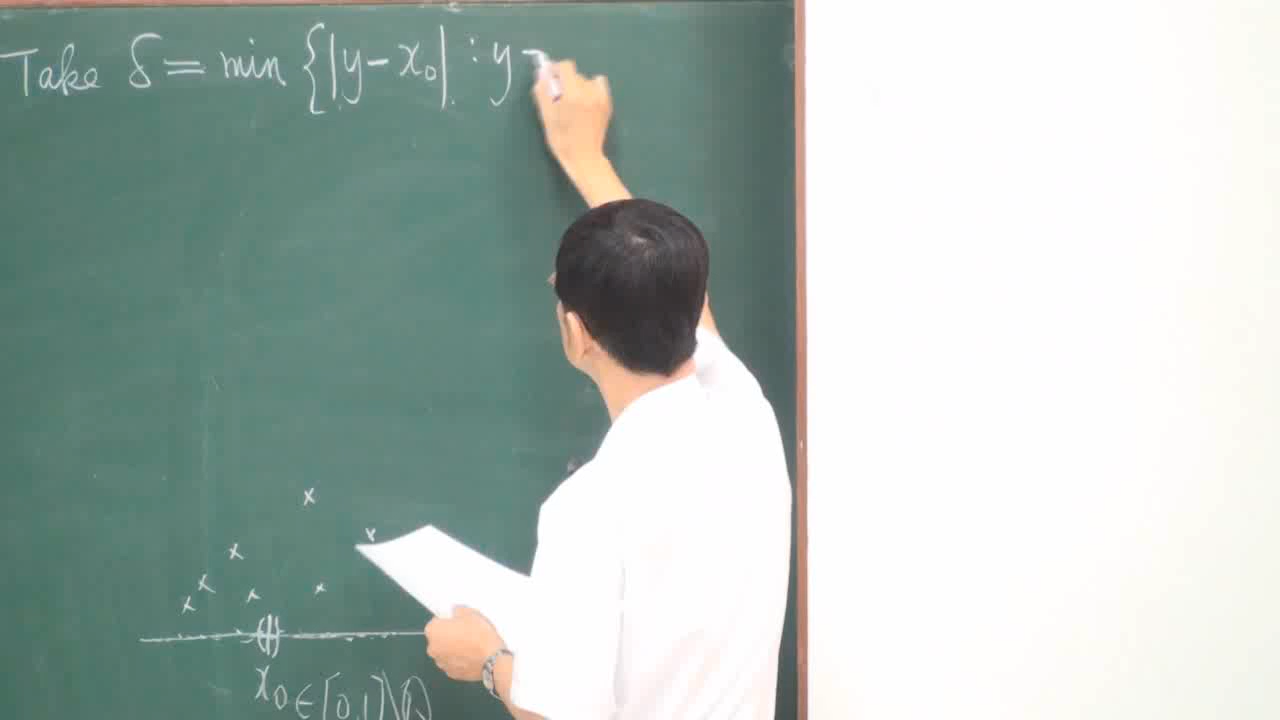 Take δ = min {|y - x₀| : y
x₀ ∈ [0,1] \ Q